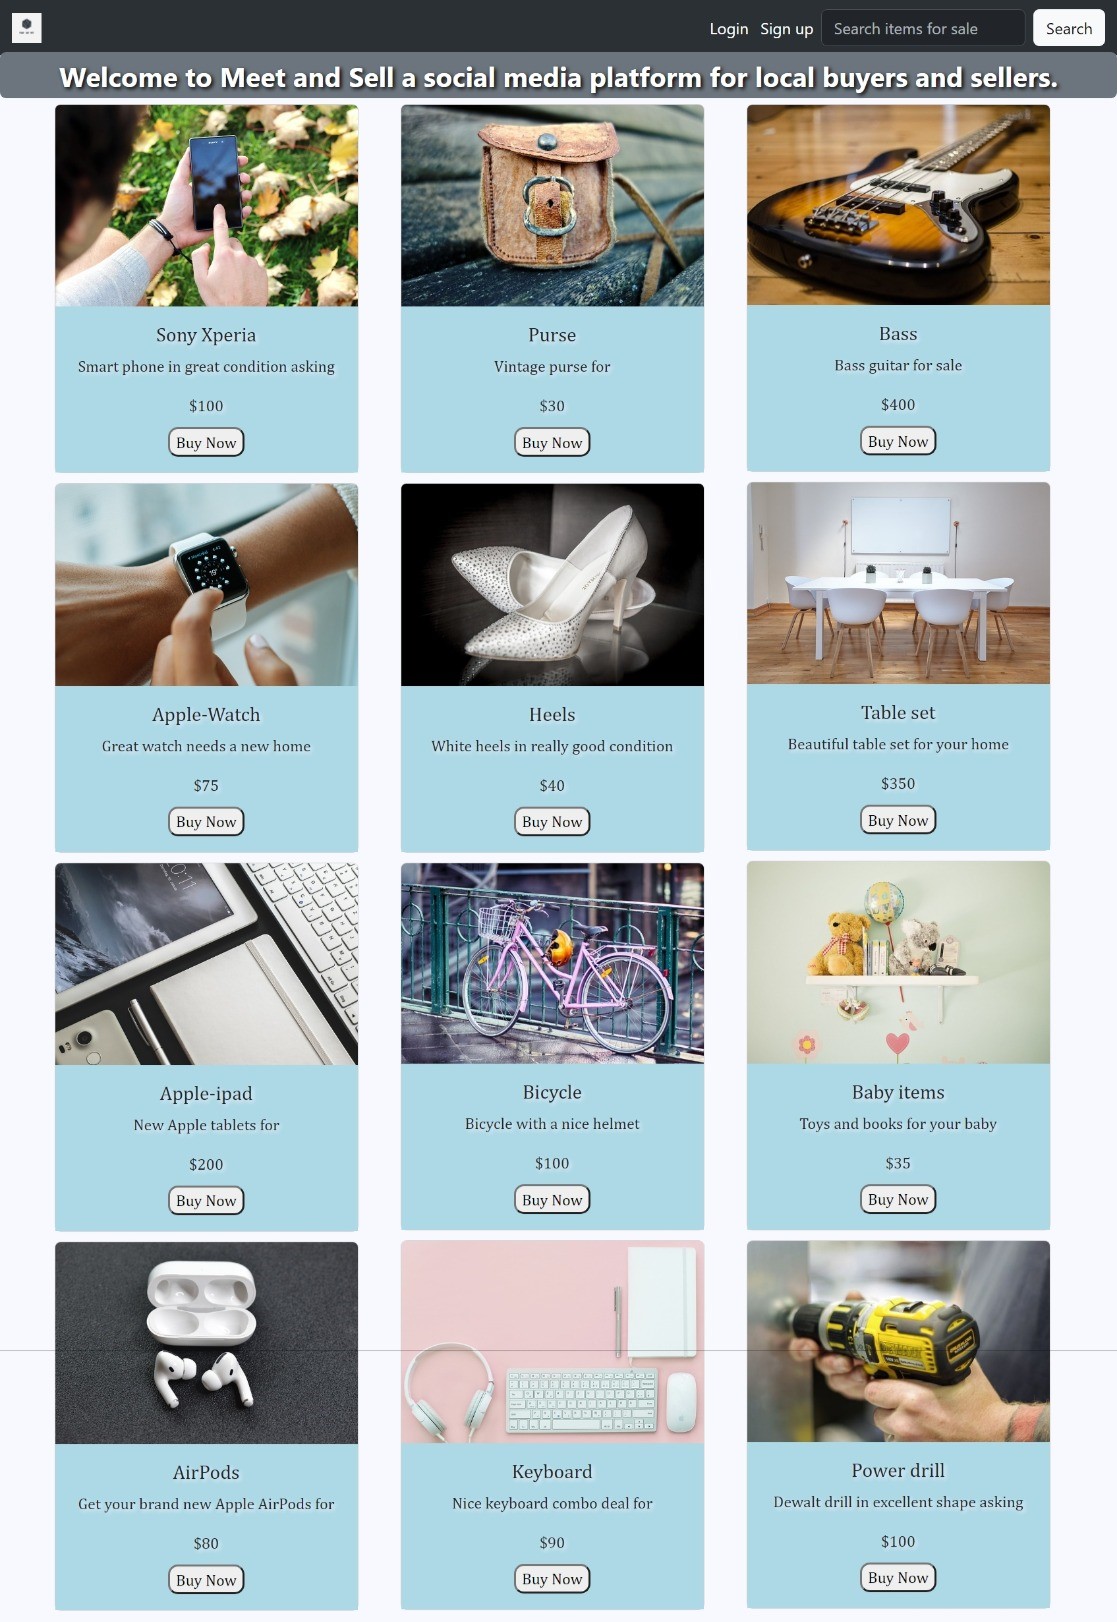 Login Sign up Search items for sale Search
Welcome to Meet and Sell a social media platform for local buyers and sellers.
Sony Xperia
Smart phone in great condition asking
$100
Buy Now
Purse
Vintage purse for
$30
Buy Now
Bass
Bass guitar for sale
$400
Buy Now
Apple-Watch
Great watch needs a new home
$75
Buy Now
Heels
White heels in really good condition
$40
Buy Now
Table set
Beautiful table set for your home
$350
Buy Now
Apple-ipad
New Apple tablets for
$200
Buy Now
Bicycle
Bicycle with a nice helmet
$100
Buy Now
Baby items
Toys and books for your baby
$35
Buy Now
AirPods
Get your brand new Apple AirPods for
$80
Buy Now
Keyboard
Nice keyboard combo deal for
$90
Buy Now
Power drill
Dewalt drill in excellent shape asking
$100
Buy Now